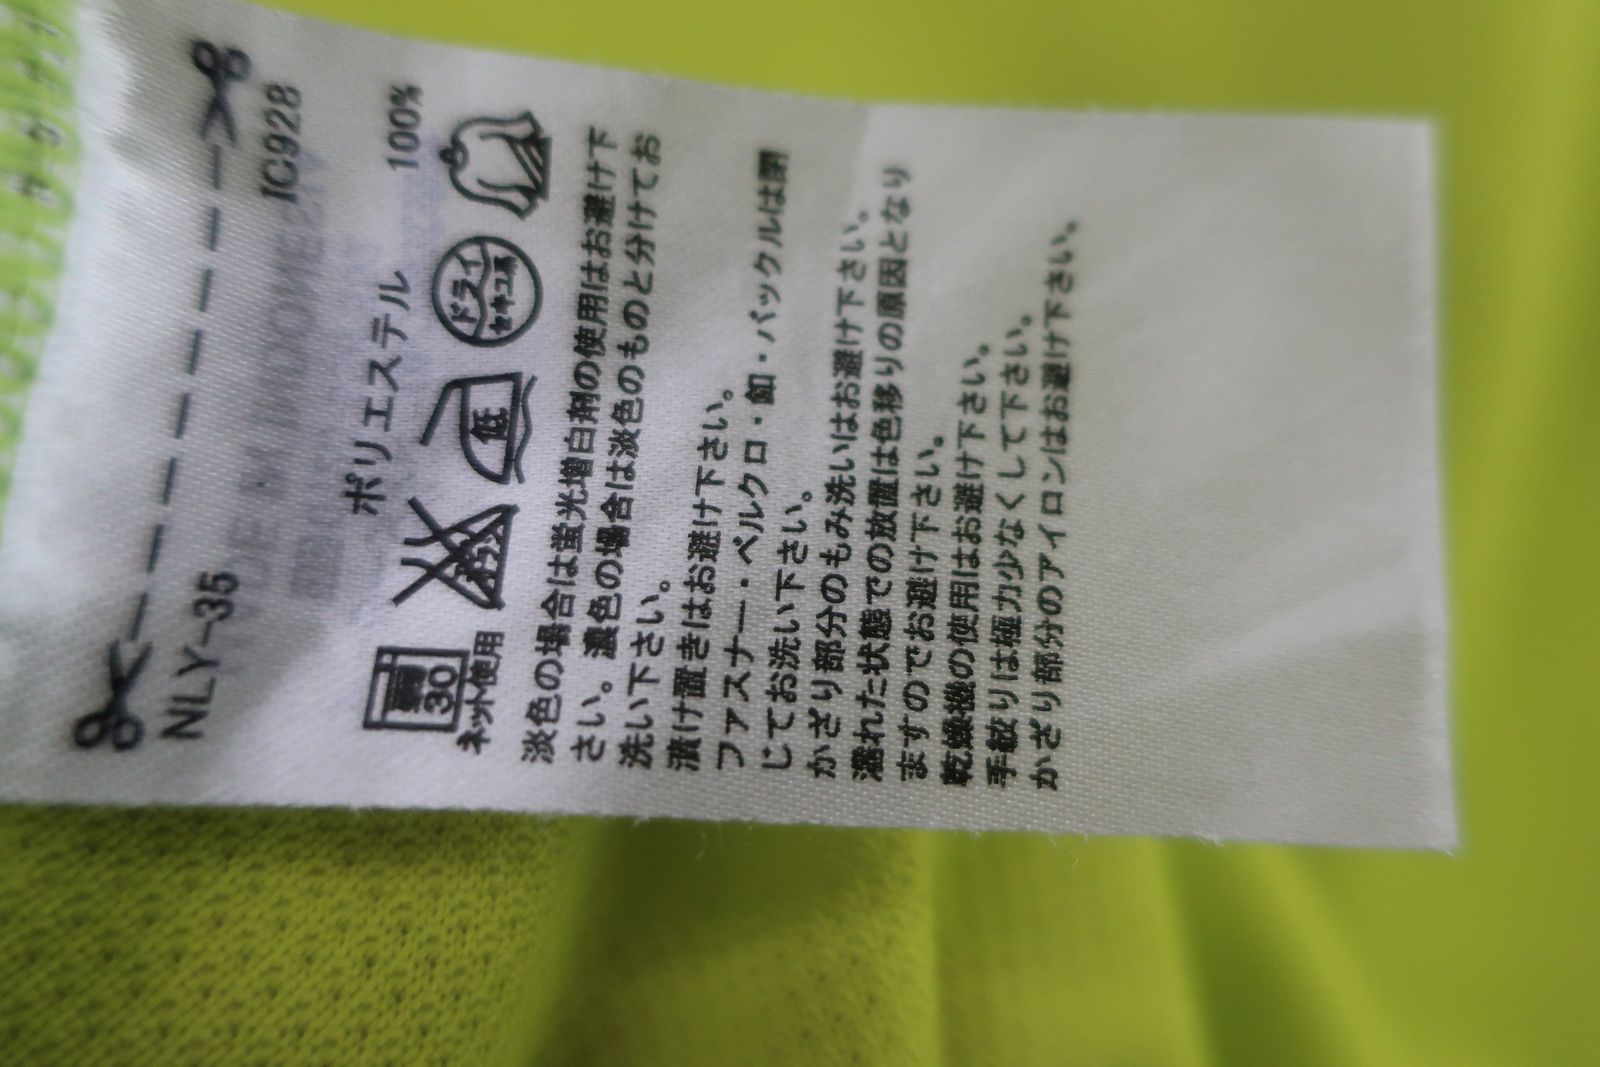 NLY-35 IC928
ポリエステル 100%
30
ネット使用
低
ドライ
セキユ系
淡色の場合は蛍光増白剤の使用はお避け下
さい。濃色の場合は淡色のものと分けてお
洗い下さい。
漬け置きはお避け下さい。
ファスナー・ベルクロ・釦・バックルは閉
じてお洗い下さい。
かざり部分のもみ洗いはお避け下さい。
濡れた状態での放置は色移りの原因となり
ますのでお避け下さい。
乾燥機の使用はお避け下さい。
手絞りは極力少なくして下さい。
かざり部分のアイロンはお避け下さい。